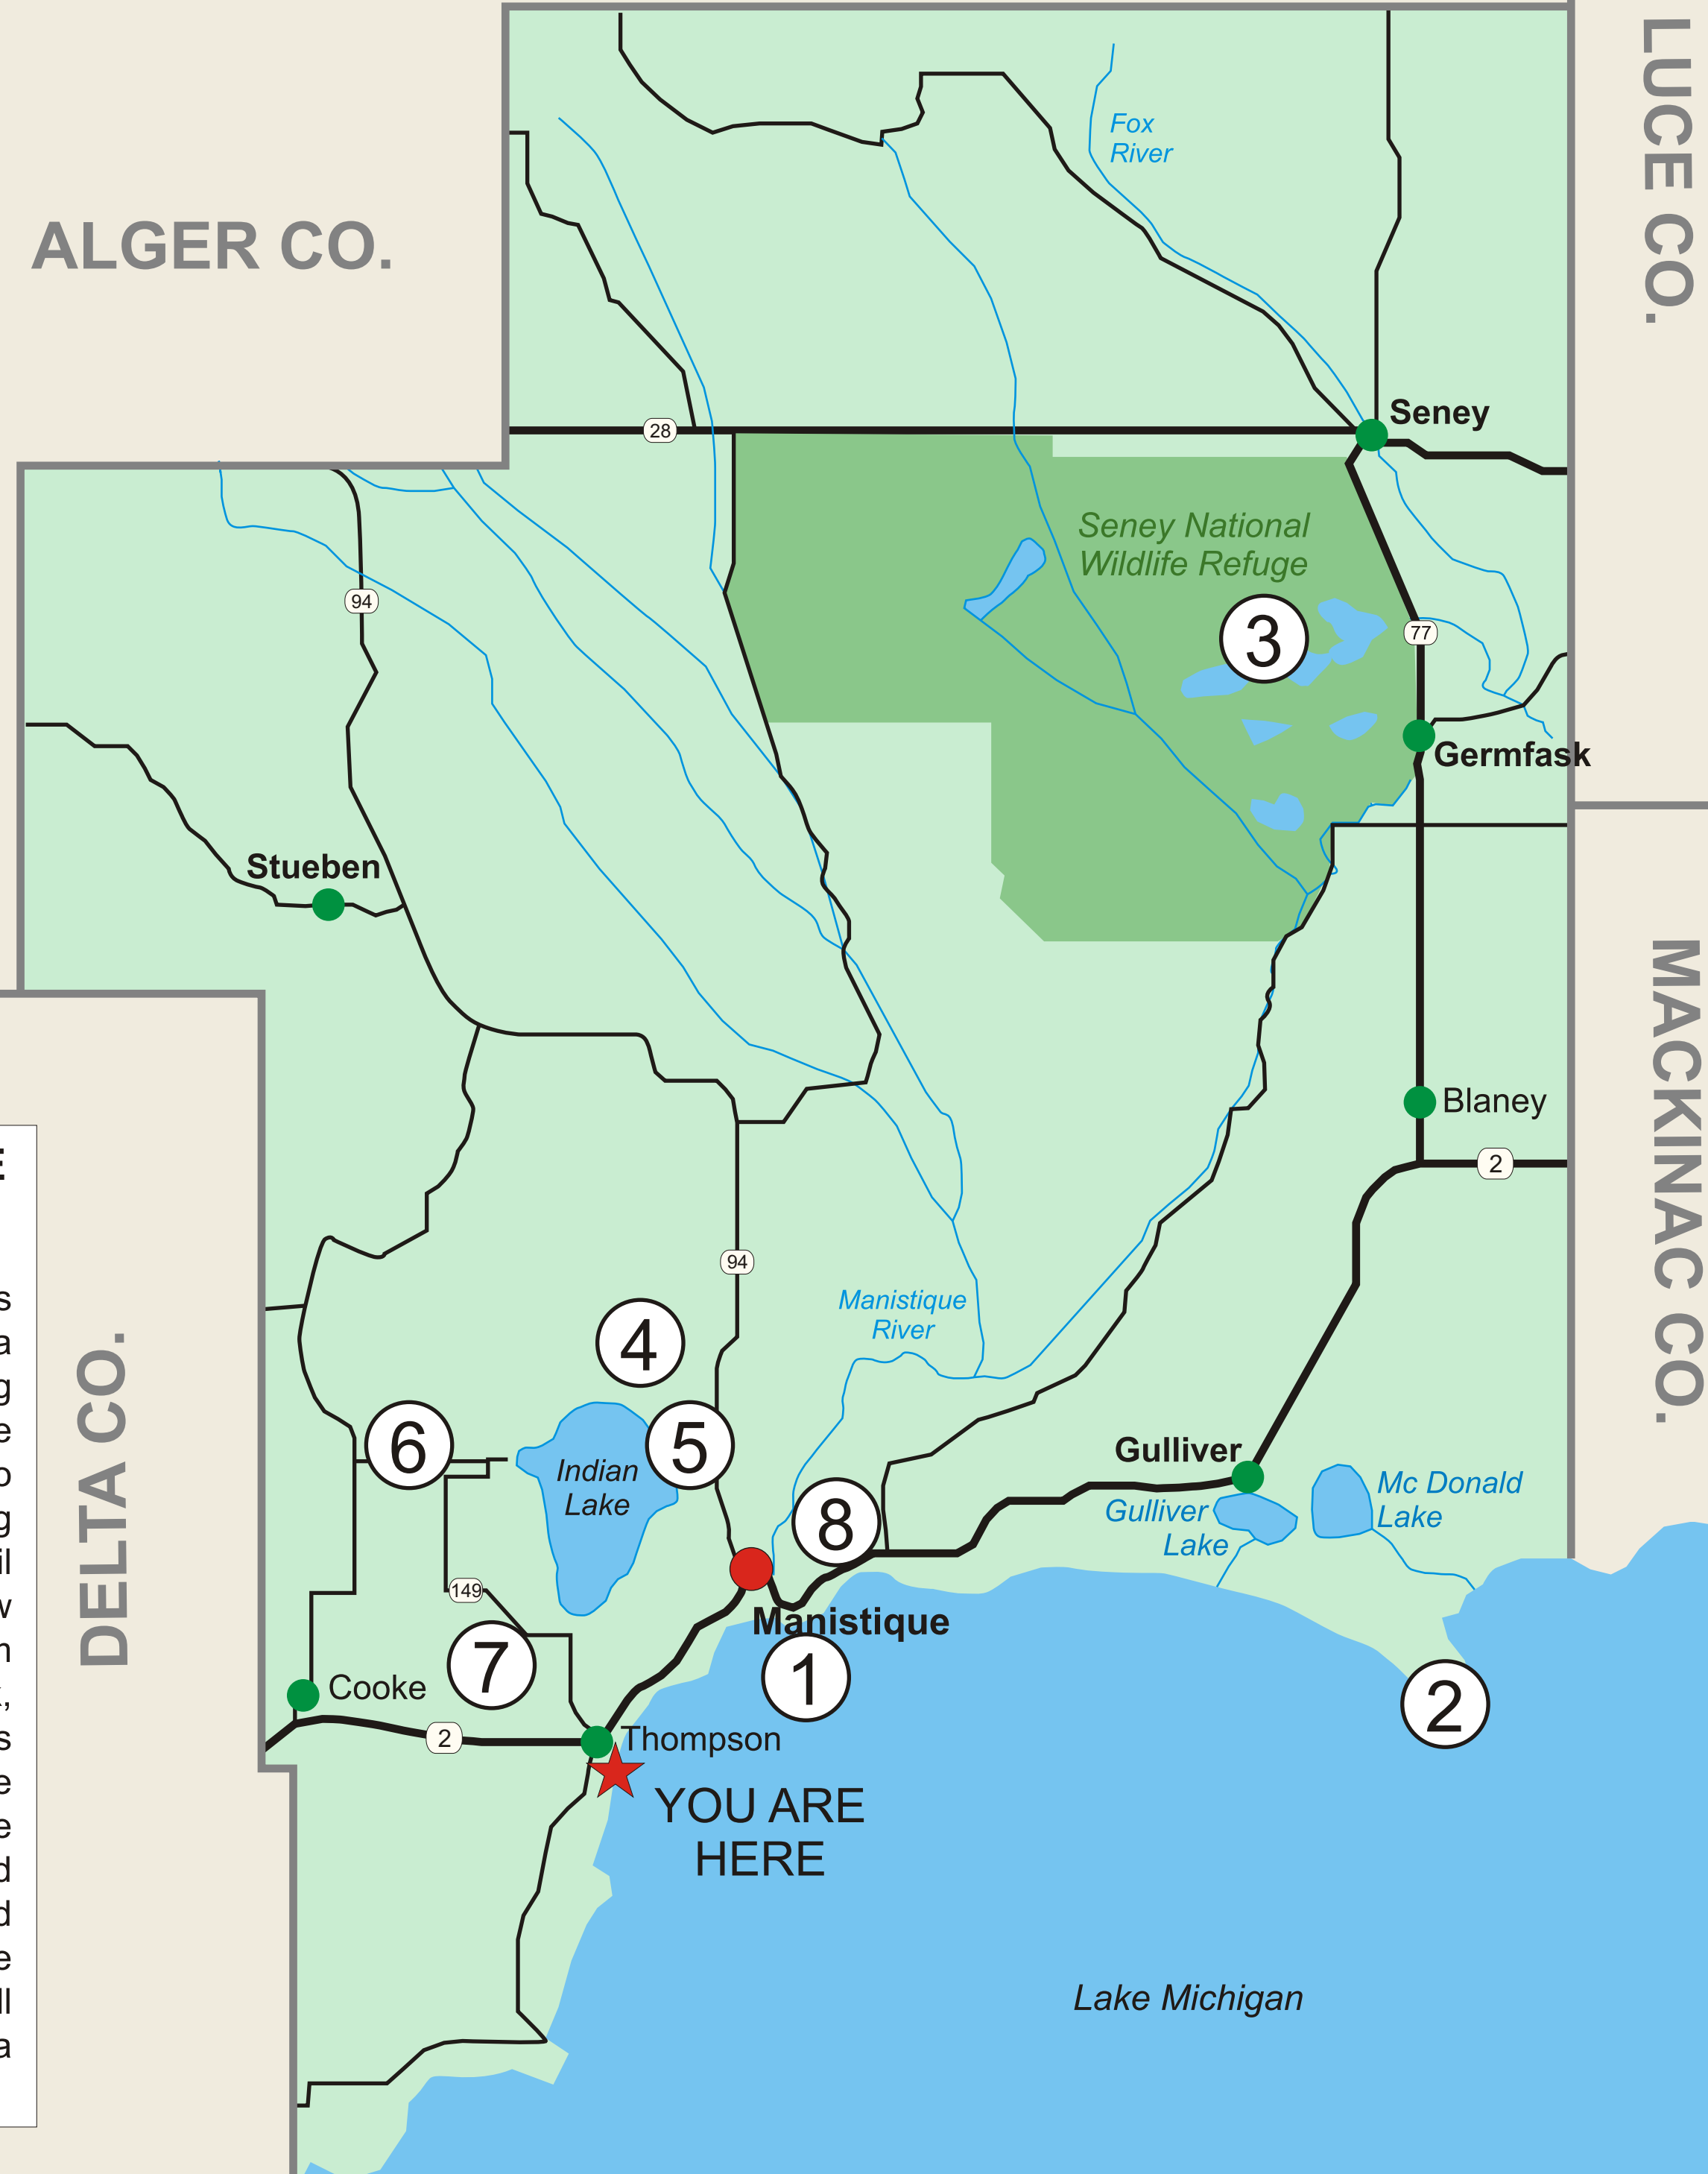 LUCE CO.
Fox
River
ALGER CO.
Seney
28
Seney National
Wildlife Refuge
94
3
77
Germfask
Stueben
MACKINAC CO.
Blaney
2
E
s
a
g
e
o
g
il
w
n
s
e
e
d
d
e
ll
a
DELTA CO.
94
Manistique
River
4
6
5
Indian
Lake
8
Gulliver
Gulliver
Lake
Mc Donald
Lake
149
Manistique
7
1
2
Cooke
2
Thompson
YOU ARE
HERE
Lake Michigan